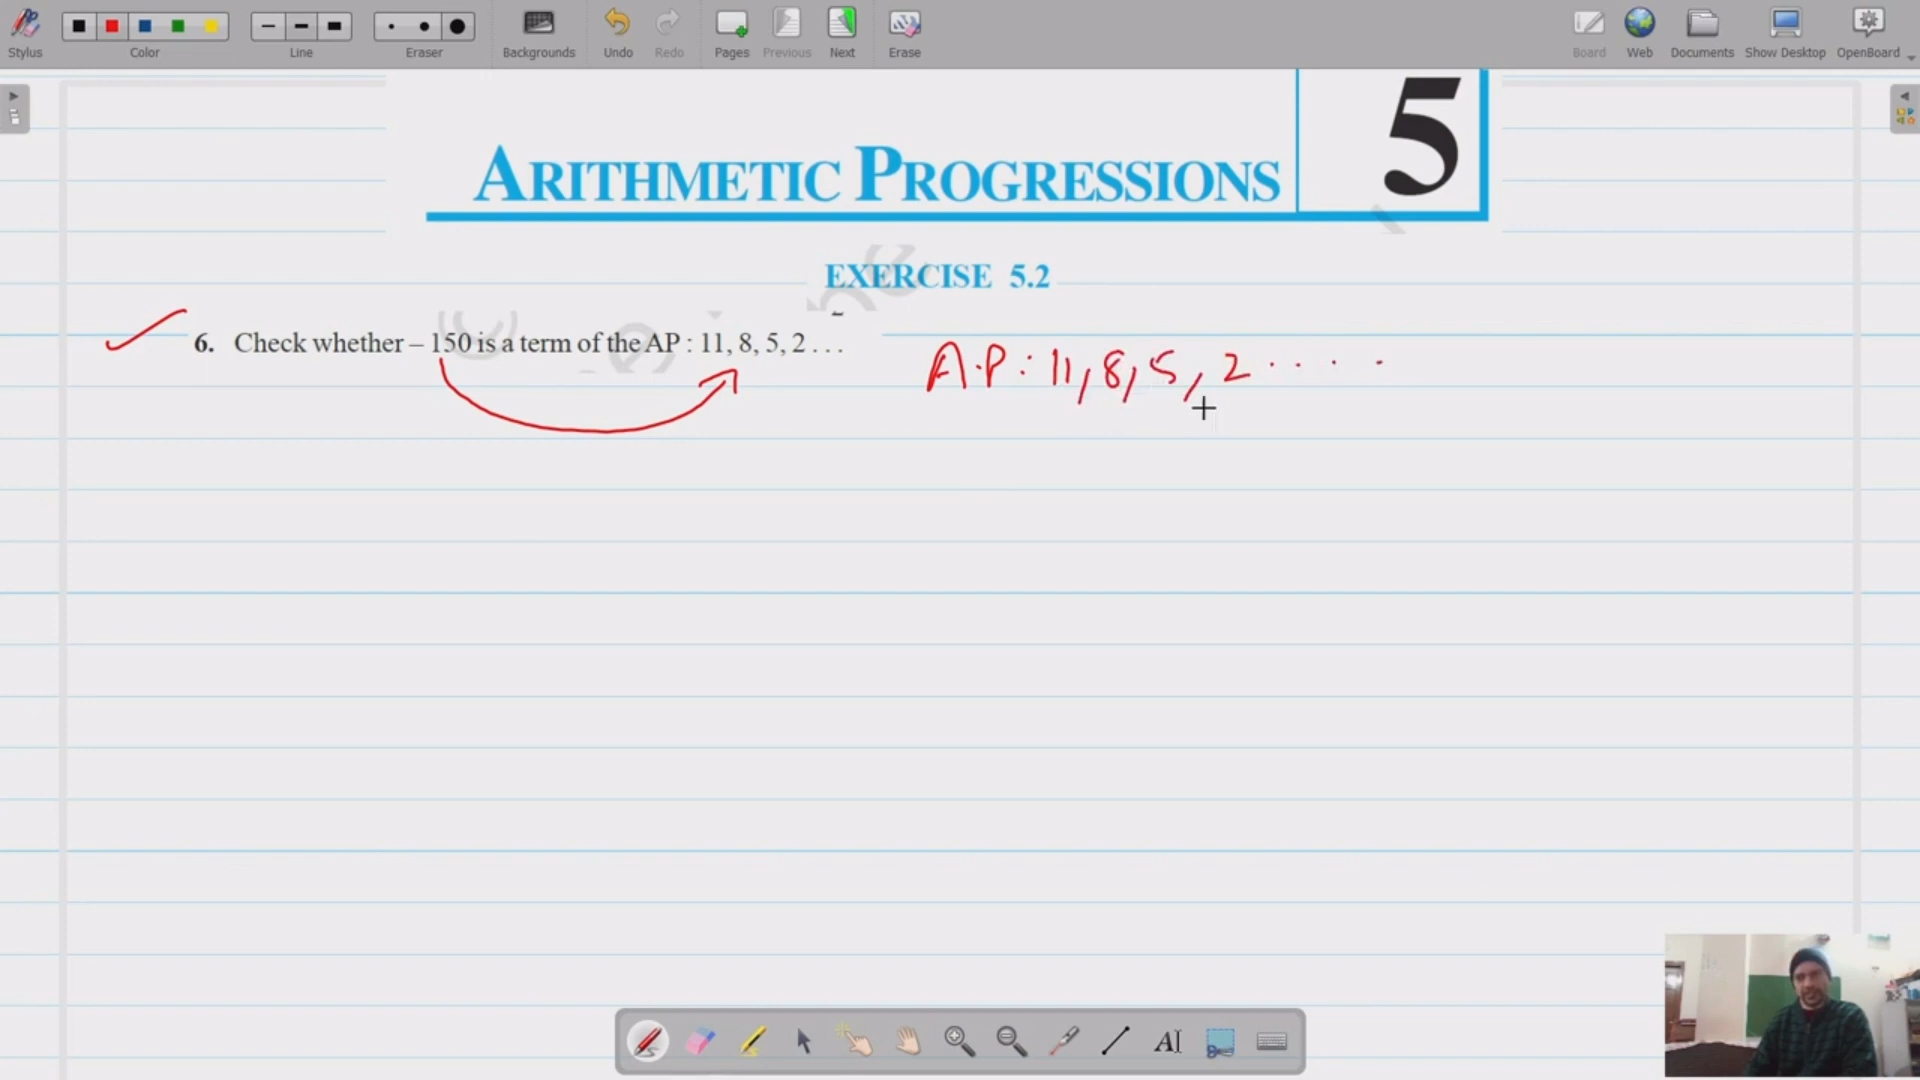 Stylus
Color
Line
Eraser
Backgrounds
Undo
Redo
Pages
Previous
Next
Erase
Board
Web
Documents
Show Desktop
OpenBoard
ARITHMETIC PROGRESSIONS
5
EXERCISE 5.2
6. Check whether – 150 is a term of the AP : 11, 8, 5, 2 . . .
A.P : 11, 8, 5, 2 . . . .